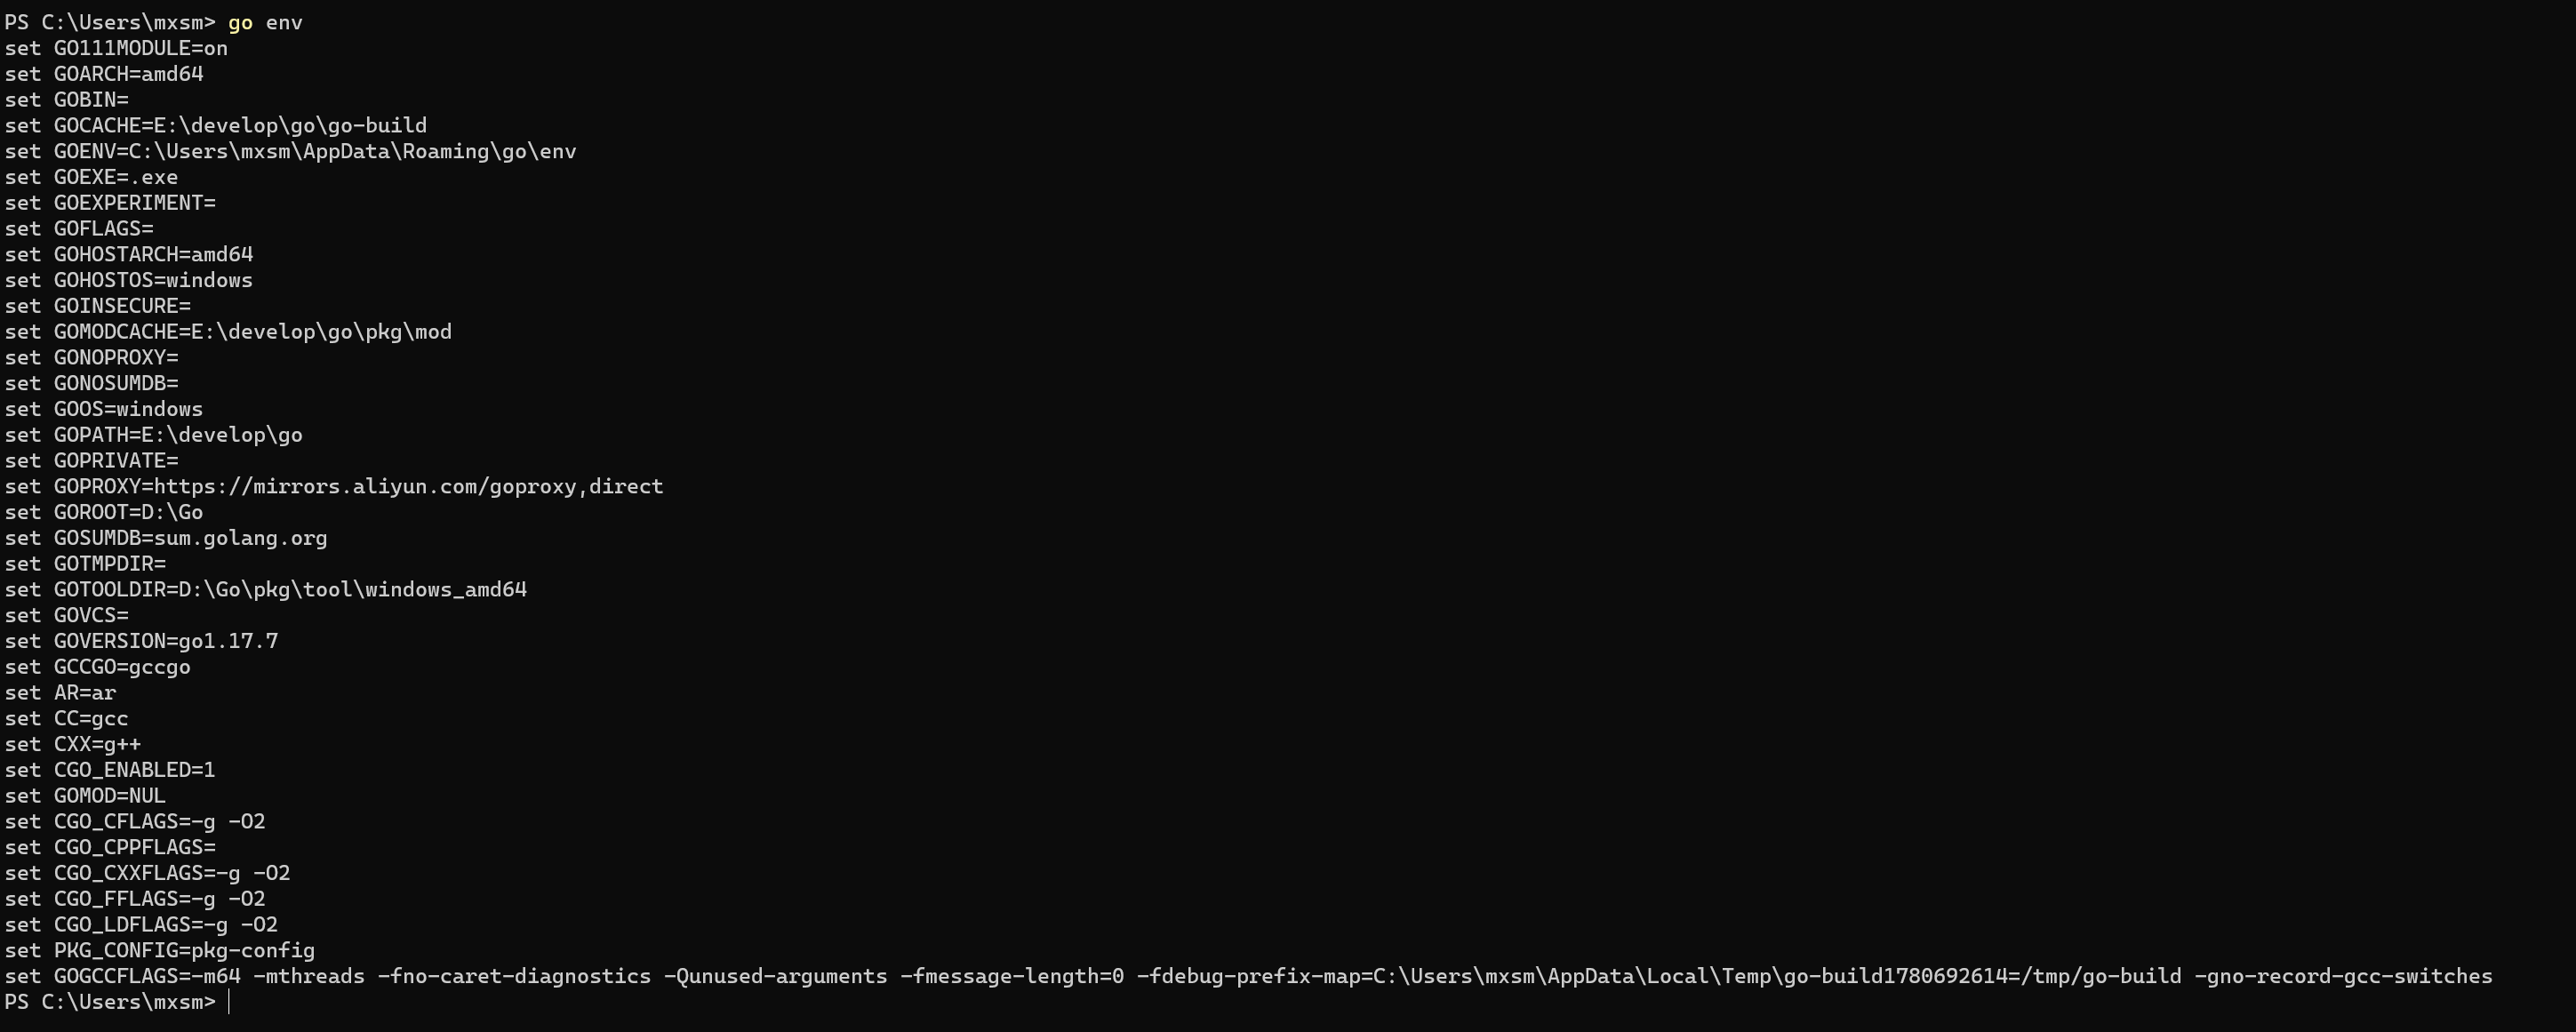 PS C:\Users\mxsm> go env
set GO111MODULE=on
set GOARCH=amd64
set GOBIN=
set GOCACHE=E:\develop\go\go-build
set GOENV=C:\Users\mxsm\AppData\Roaming\go\env
set GOEXE=.exe
set GOEXPERIMENT=
set GOFLAGS=
set GOHOSTARCH=amd64
set GOHOSTOS=windows
set GOINSECURE=
set GOMODCACHE=E:\develop\go\pkg\mod
set GONOPROXY=
set GONOSUMDB=
set GOOS=windows
set GOPATH=E:\develop\go
set GOPRIVATE=
set GOPROXY=https://mirrors.aliyun.com/goproxy,direct
set GOROOT=D:\Go
set GOSUMDB=sum.golang.org
set GOTMPDIR=
set GOTOOLDIR=D:\Go\pkg\tool\windows_amd64
set GOVCS=
set GOVERSION=go1.17.7
set GCCGO=gccgo
set AR=ar
set CC=gcc
set CXX=g++
set CGO_ENABLED=1
set GOMOD=NUL
set CGO_CFLAGS=-g -O2
set CGO_CPPFLAGS=
set CGO_CXXFLAGS=-g -O2
set CGO_FFLAGS=-g -O2
set CGO_LDFLAGS=-g -O2
set PKG_CONFIG=pkg-config
set GOGCCFLAGS=-m64 -mthreads -fno-caret-diagnostics -Qunused-arguments -fmessage-length=0 -fdebug-prefix-map=C:\Users\mxsm\AppData\Local\Temp\go-build1780692614=/tmp/go-build -gno-record-gcc-switches
PS C:\Users\mxsm>